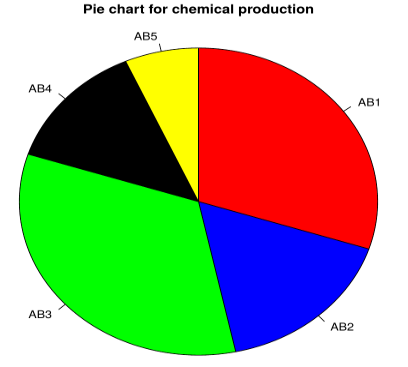 Pie chart for chemical production
AB5
AB4
AB1
AB3
AB2